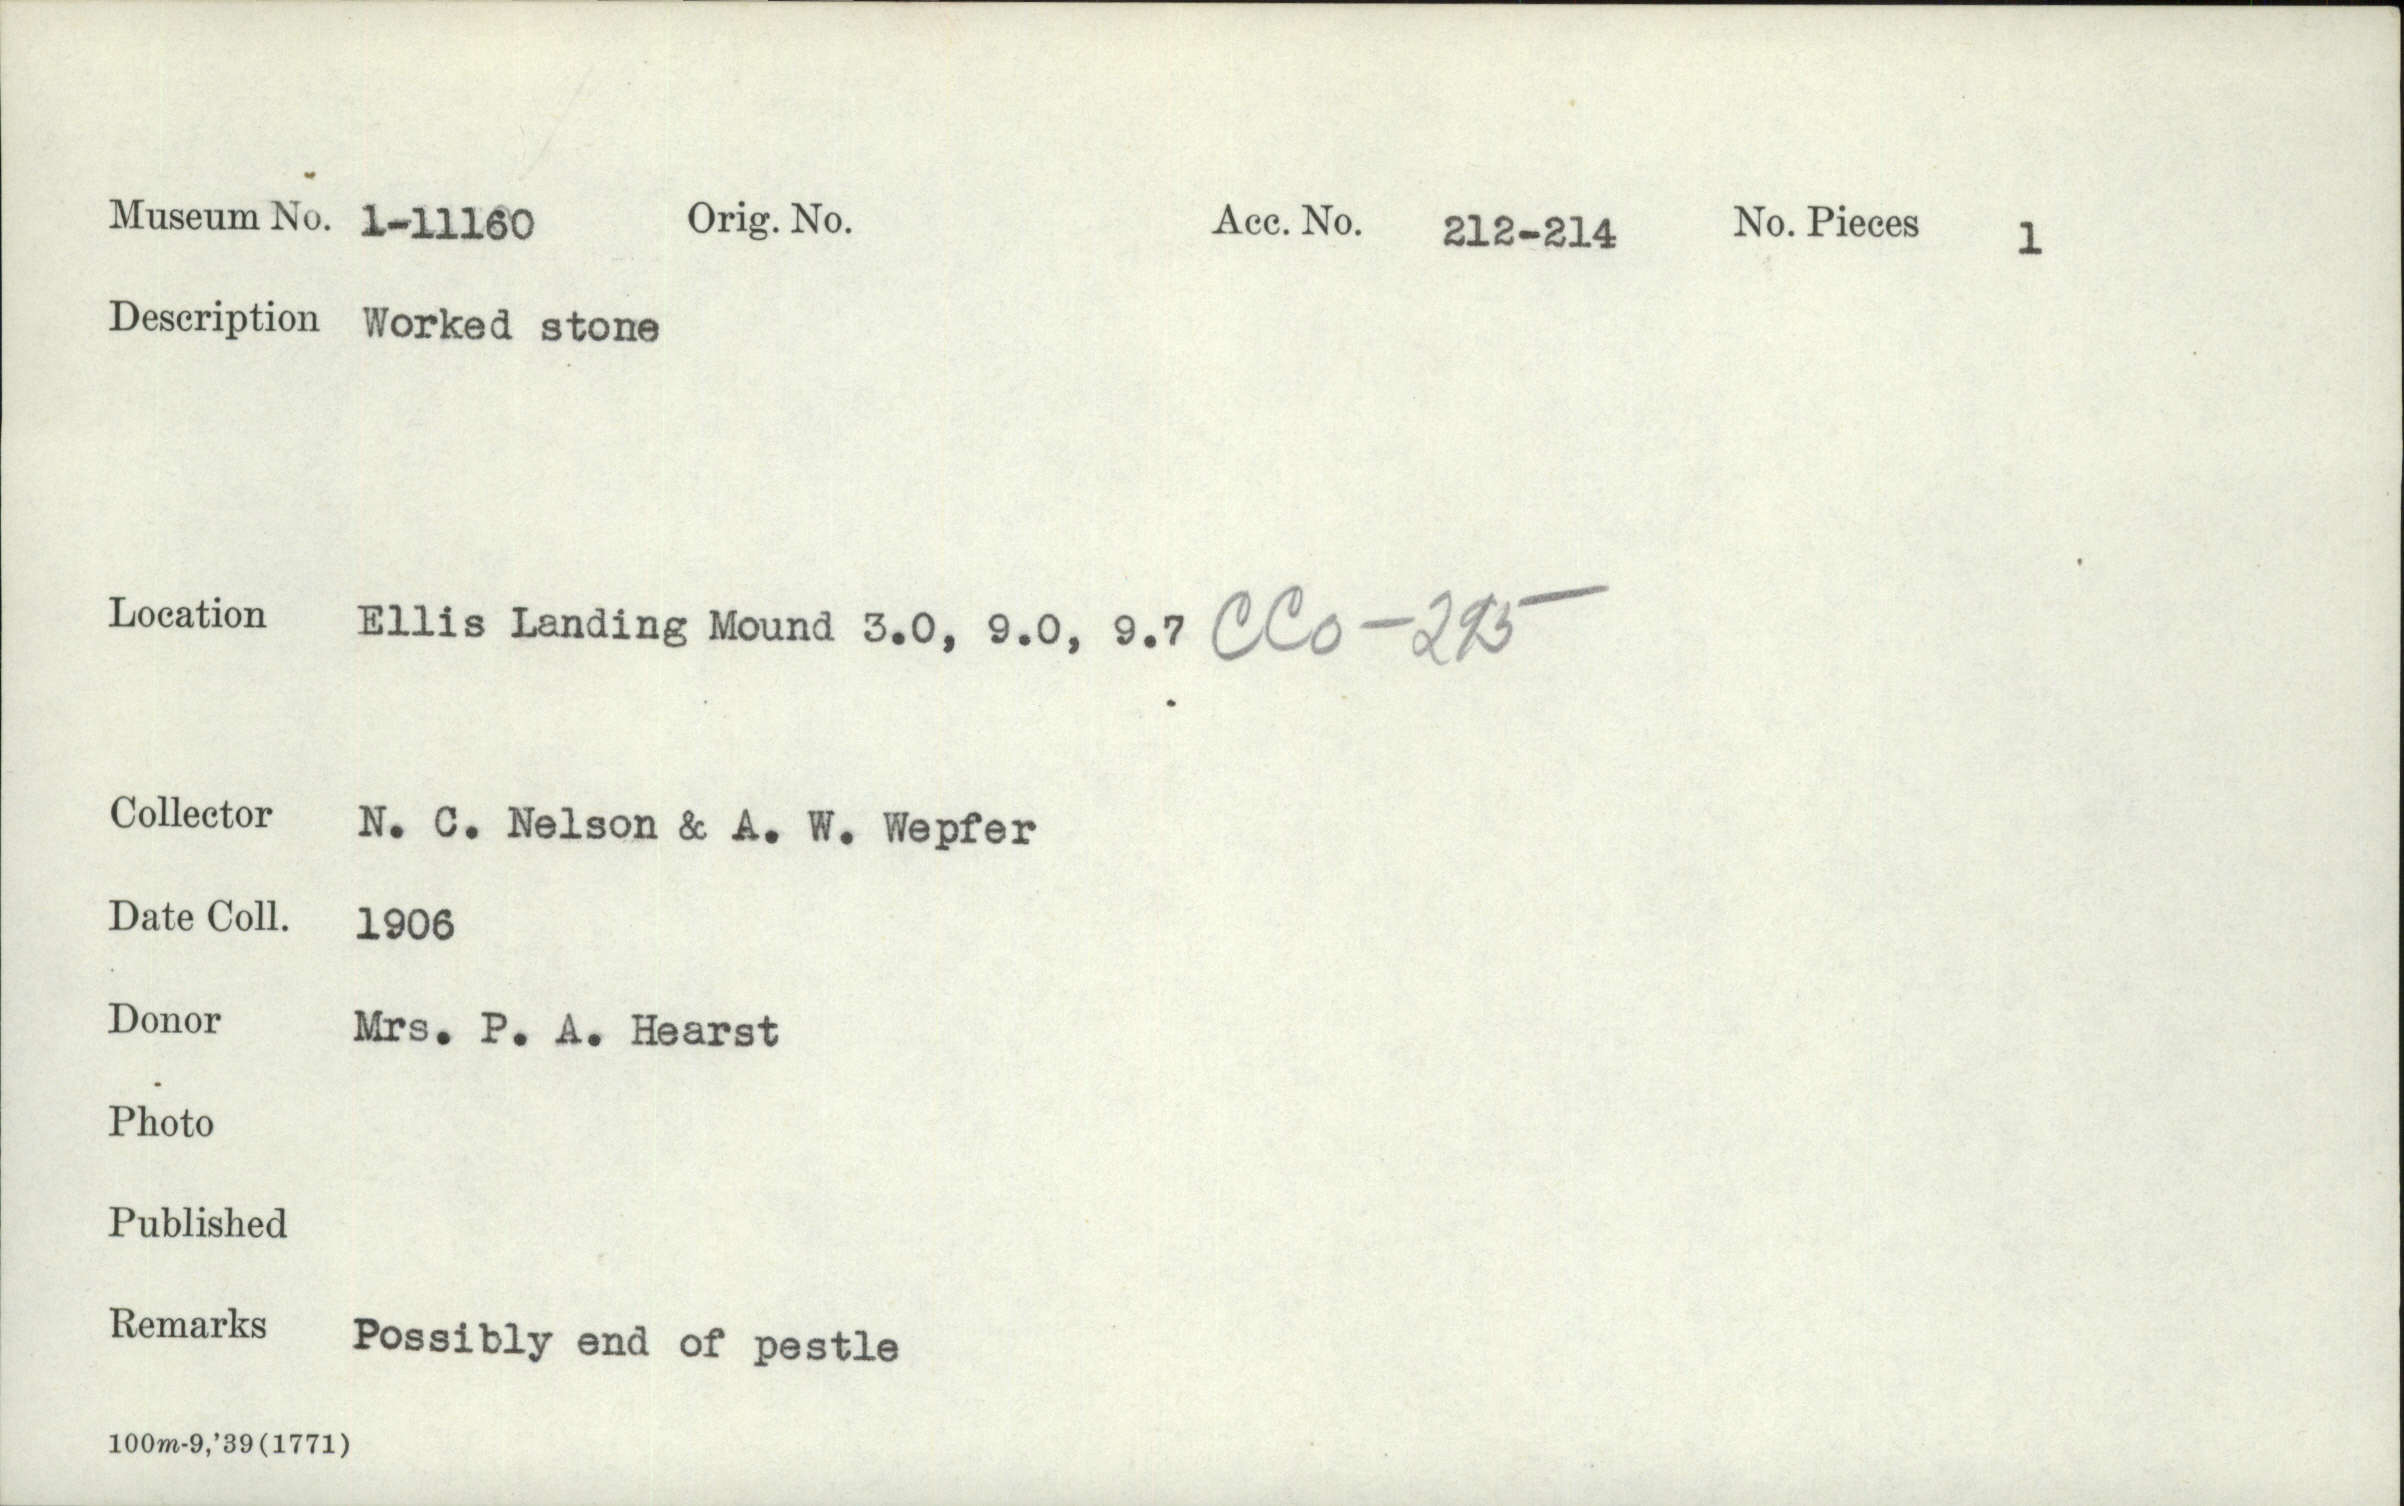 Museum No. 1-11160 Orig. No. Acc. No. 212-214 No. Pieces 1
Description Worked stone
Location Ellis Landing Mound 3.0, 9.0, 9.7 CCo-295
Collector N. C. Nelson & A. W. Wepfer
Date Coll. 1906
Donor Mrs. P. A. Hearst
Photo
Published
Remarks Possibly end of pestle
100m-9,'39(1771)